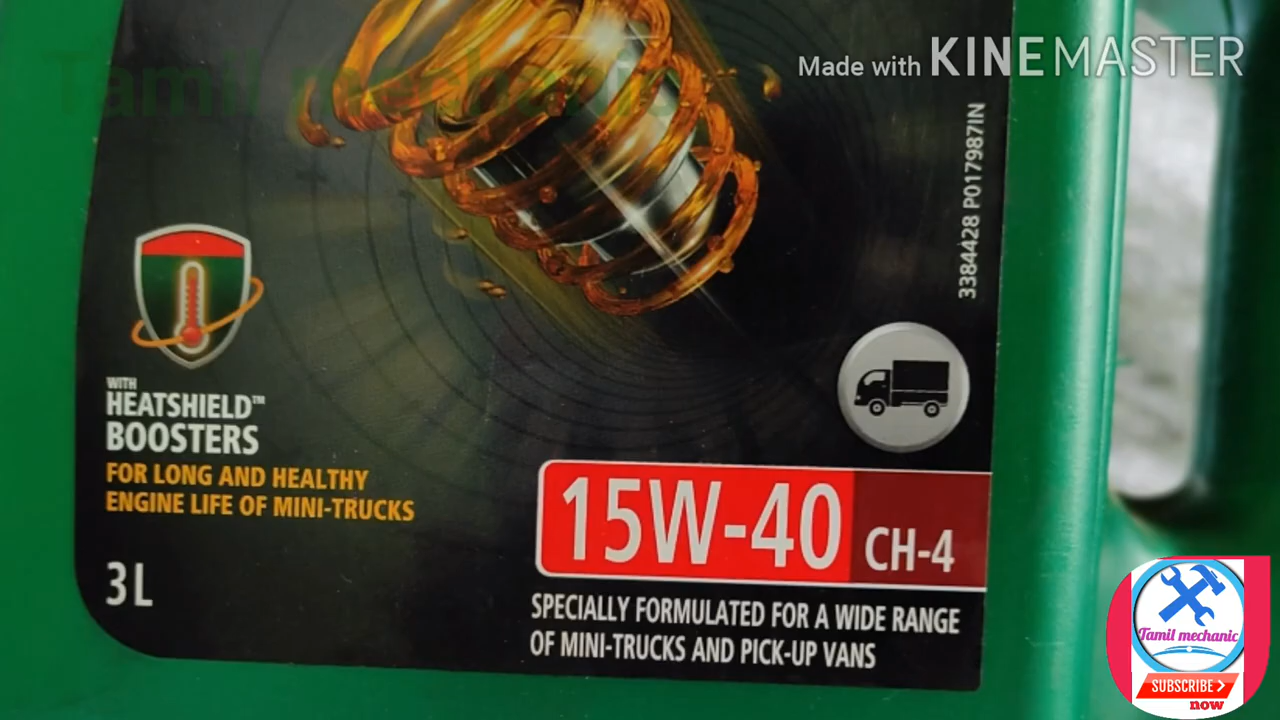 Tamil mechanic
Made with KINEMASTER
3384428 P017987IN
WITH
HEATSHIELD™
BOOSTERS
FOR LONG AND HEALTHY
ENGINE LIFE OF MINI-TRUCKS
3L
15W-40 CH-4
SPECIALLY FORMULATED FOR A WIDE RANGE
OF MINI-TRUCKS AND PICK-UP VANS
Tamil mechanic
SUBSCRIBE
now